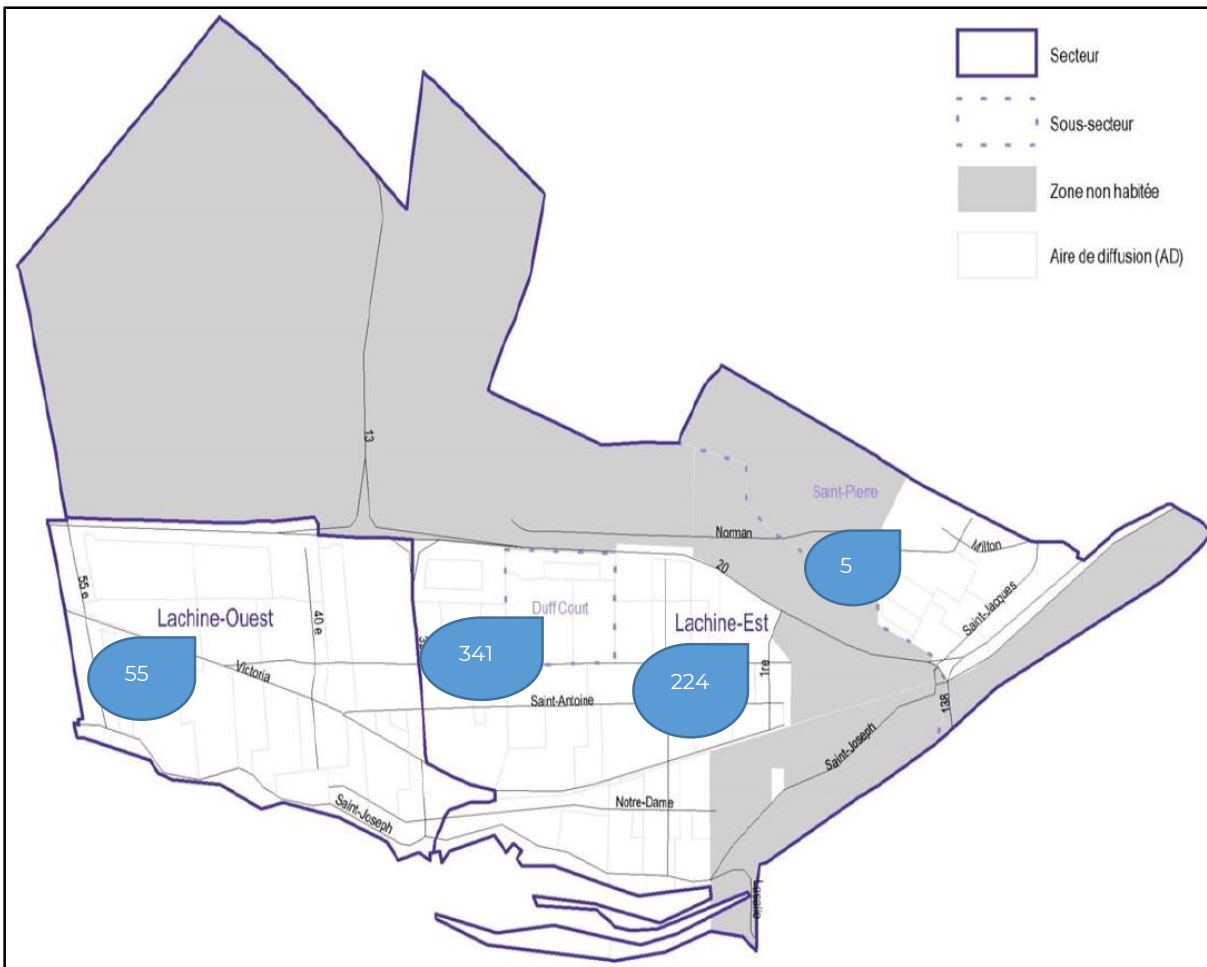 Secteur
Sous-secteur
Zone non habitée
Aire de diffusion (AD)
13
Saint-Pierre
Norman
Milton
5
20
Saint-Jacques
55 e
Lachine-Ouest
40 e
Duff Court
Lachine-Est
341
55
Victoria
224
1re
Saint-Antoine
138
Saint-Joseph
Notre-Dame
Saint-Joseph
Lasalle